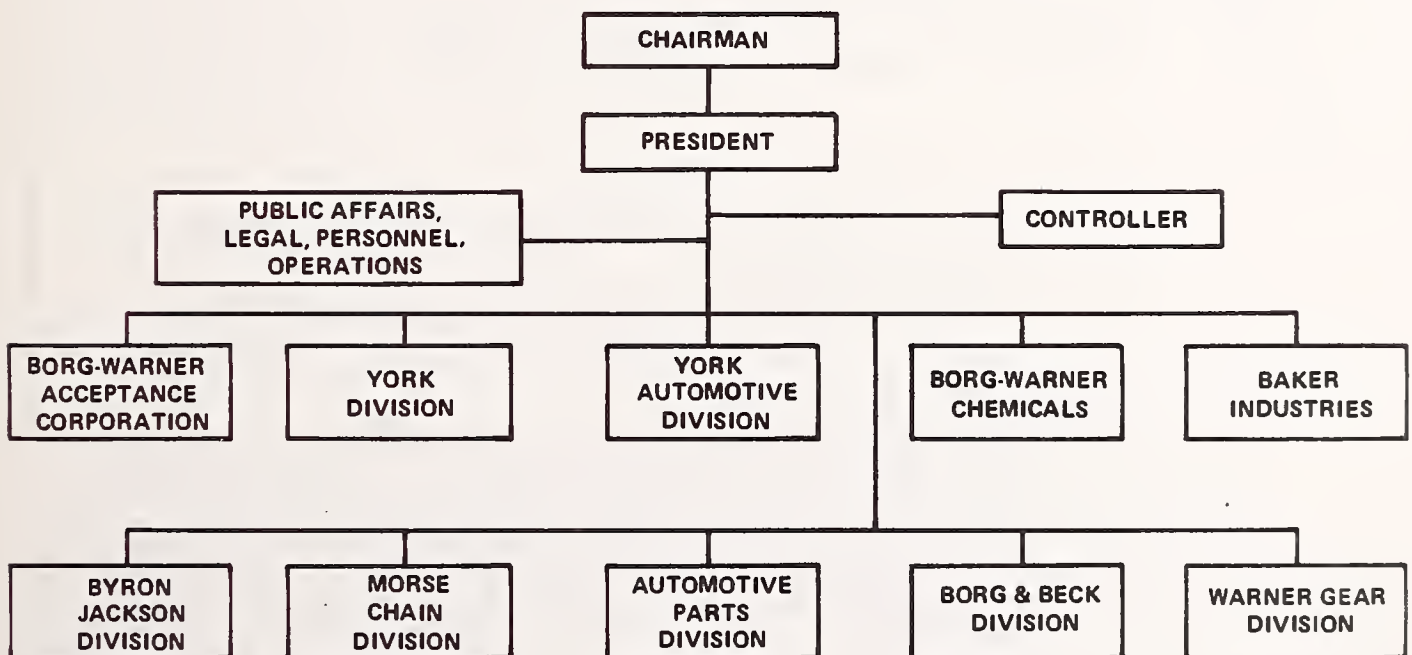 CHAIRMAN
PRESIDENT
PUBLIC AFFAIRS,
LEGAL, PERSONNEL,
OPERATIONS
CONTROLLER
BORG-WARNER
ACCEPTANCE
CORPORATION
YORK
DIVISION
YORK
AUTOMOTIVE
DIVISION
BORG-WARNER
CHEMICALS
BAKER
INDUSTRIES
BYRON
JACKSON
DIVISION
MORSE
CHAIN
DIVISION
AUTOMOTIVE
PARTS
DIVISION
BORG & BECK
DIVISION
WARNER GEAR
DIVISION